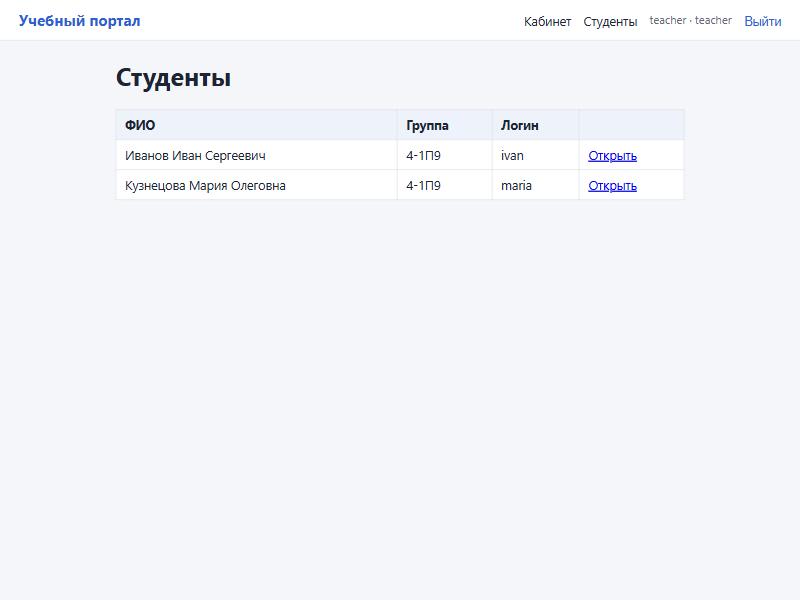 Учебный портал Кабинет Студенты teacher · teacher Выйти
Студенты
ФИО Группа Логин
Иванов Иван Сергеевич 4-1П9 ivan Открыть
Кузнецова Мария Олеговна 4-1П9 maria Открыть